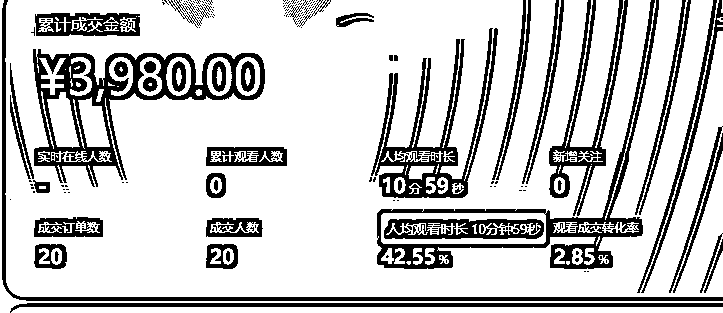 累计成交金额
¥3,980.00
实时在线人数 累计观看人数 人均观看时长 新增关注
- 0 10分59秒 0
成交订单数 成交人数 人均观看时长 10分钟59秒 观看成交转化率
20 20 42.55% 2.85%